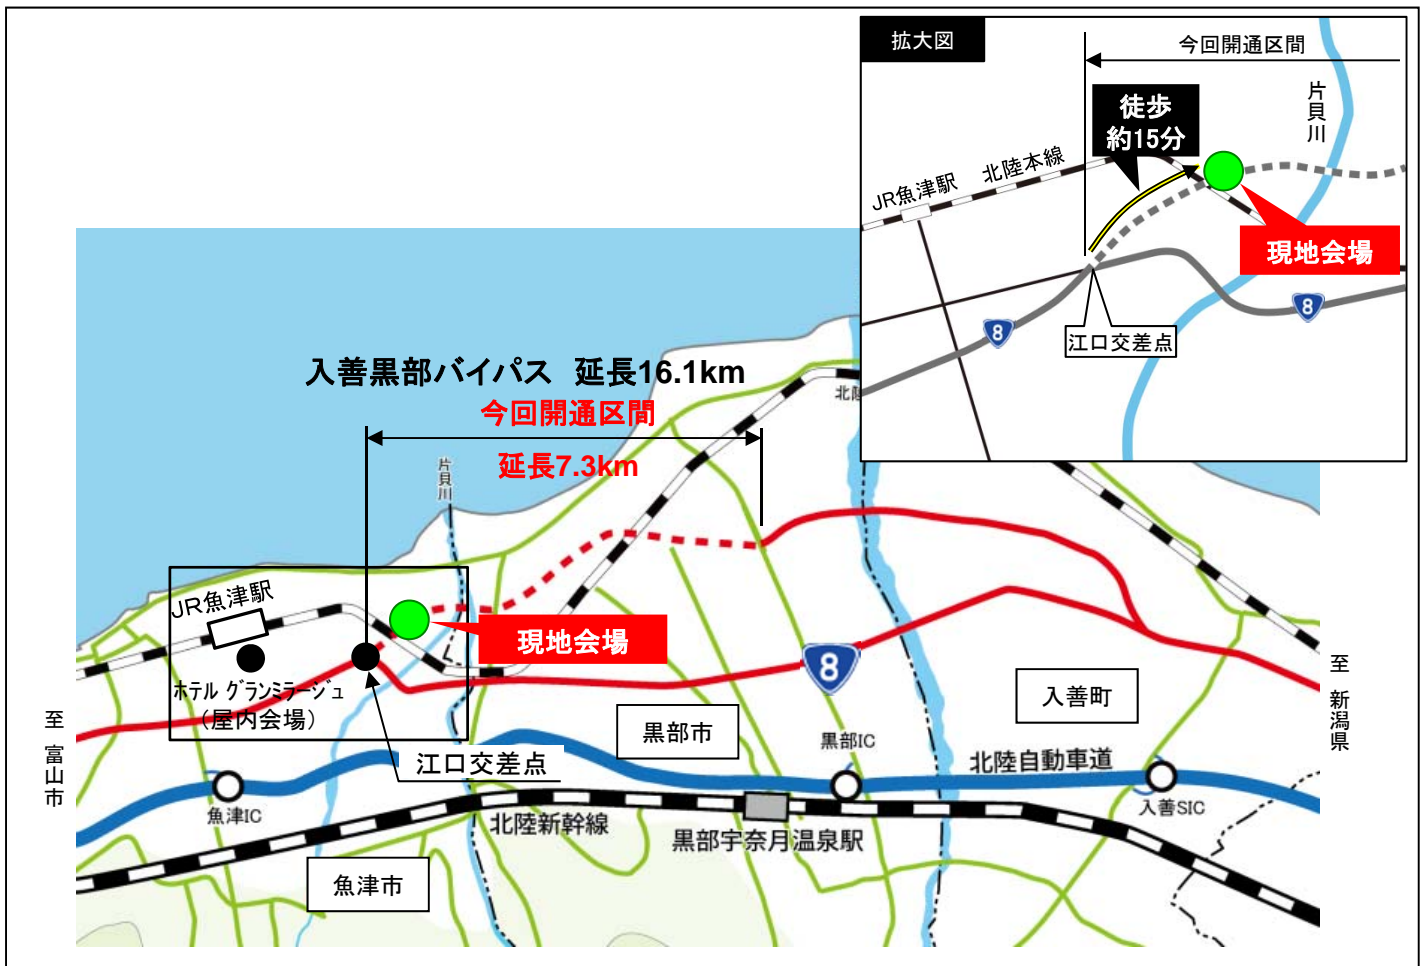 拡大図
今回開通区間
片貝川
徒歩
約15分
JR魚津駅 北陸本線
現地会場
8
8
江口交差点
入善黒部バイパス 延長16.1km
今回開通区間
延長7.3km
片貝川
JR魚津駅
現地会場
8
ホテル グランミラージュ
(屋内会場)
江口交差点
黒部市
入善町
黒部IC
北陸自動車道
至 富山市
至 新潟県
魚津IC
入善SIC
北陸新幹線
黒部宇奈月温泉駅
魚津市